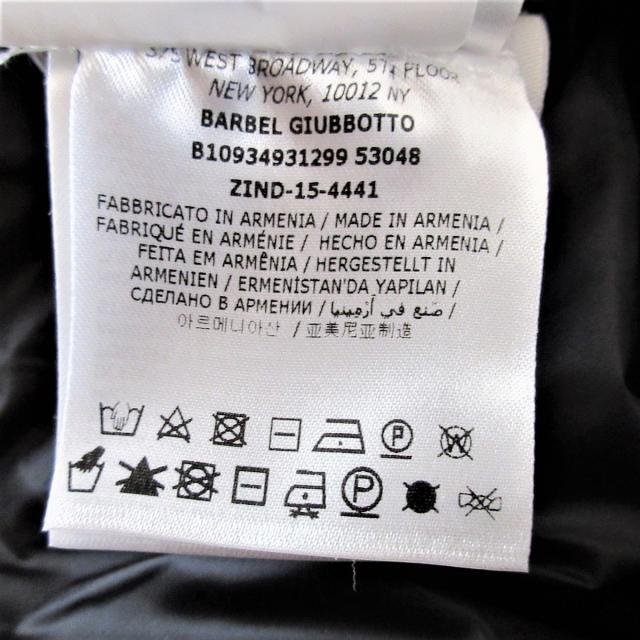 375 WEST BROADWAY, 5TH FLOOR
NEW YORK, 10012 NY
BARBEL GIUBBOTTO
B10934931299 53048
ZIND-15-4441
FABBRICATO IN ARMENIA / MADE IN ARMENIA /
FABRIQUÉ EN ARMÉNIE / HECHO EN ARMENIA /
FEITA EM ARMÊNIA / HERGESTELLT IN
ARMENIEN / ERMENİSTAN'DA YAPILAN /
СДЕЛАНО В АРМЕНИИ / صنع في أرمينيا /
아르메니아산 / 亚美尼亚制造
P
W
P